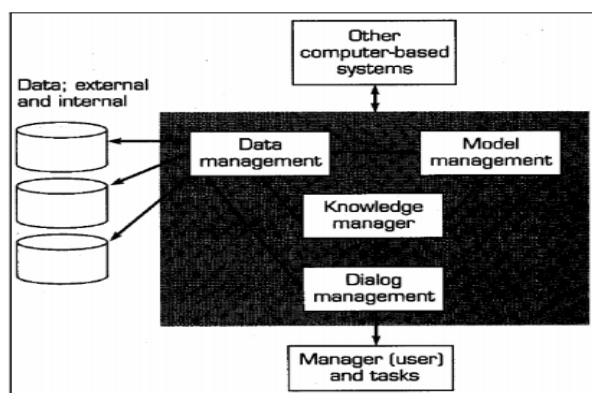 Other
computer-based
systems
Data; external
and internal
Data
management
Model
management
Knowledge
manager
Dialog
management
Manager (user)
and tasks